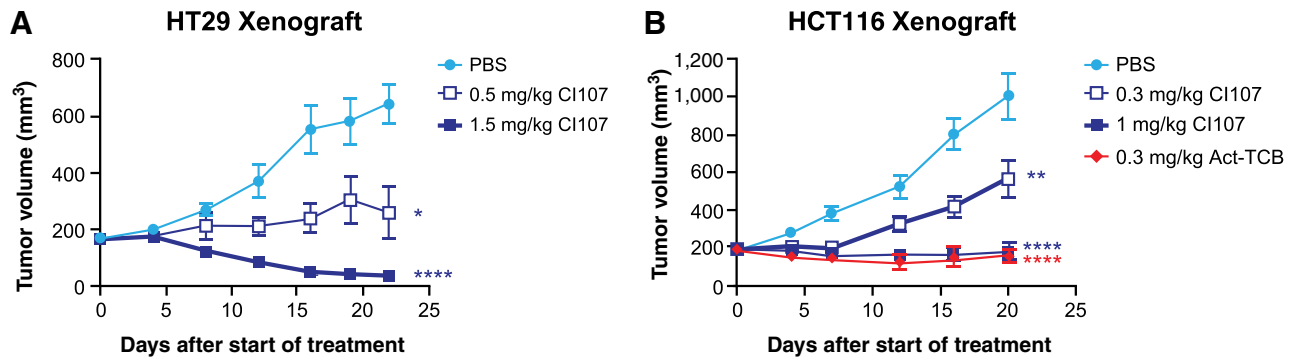 A
HT29 Xenograft
Tumor volume (mm³)
800
600
400
200
0
0 5 10 15 20 25
Days after start of treatment
PBS
0.5 mg/kg CI107
1.5 mg/kg CI107
*
****
B
HCT116 Xenograft
Tumor volume (mm³)
1,200
1,000
800
600
400
200
0
0 5 10 15 20 25
Days after start of treatment
PBS
0.3 mg/kg CI107
1 mg/kg CI107
0.3 mg/kg Act-TCB
**
****
****